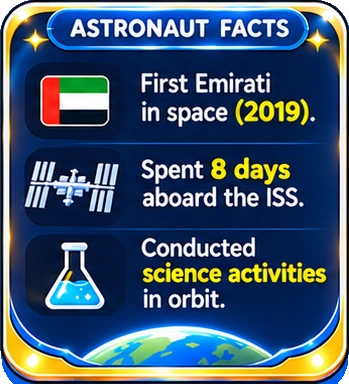 ASTRONAUT FACTS
First Emirati
in space (2019).
Spent 8 days
aboard the ISS.
Conducted
science activities
in orbit.